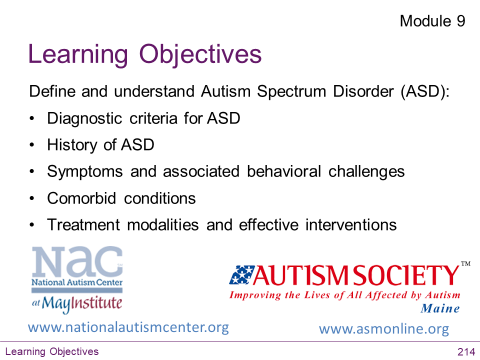 Module 9
Learning Objectives
Define and understand Autism Spectrum Disorder (ASD):
• Diagnostic criteria for ASD
• History of ASD
• Symptoms and associated behavioral challenges
• Comorbid conditions
• Treatment modalities and effective interventions
NAC
National Autism Center
at May Institute
www.nationalautismcenter.org
AUTISM SOCIETY™
Improving the Lives of All Affected by Autism
Maine
www.asmonline.org
Learning Objectives
214